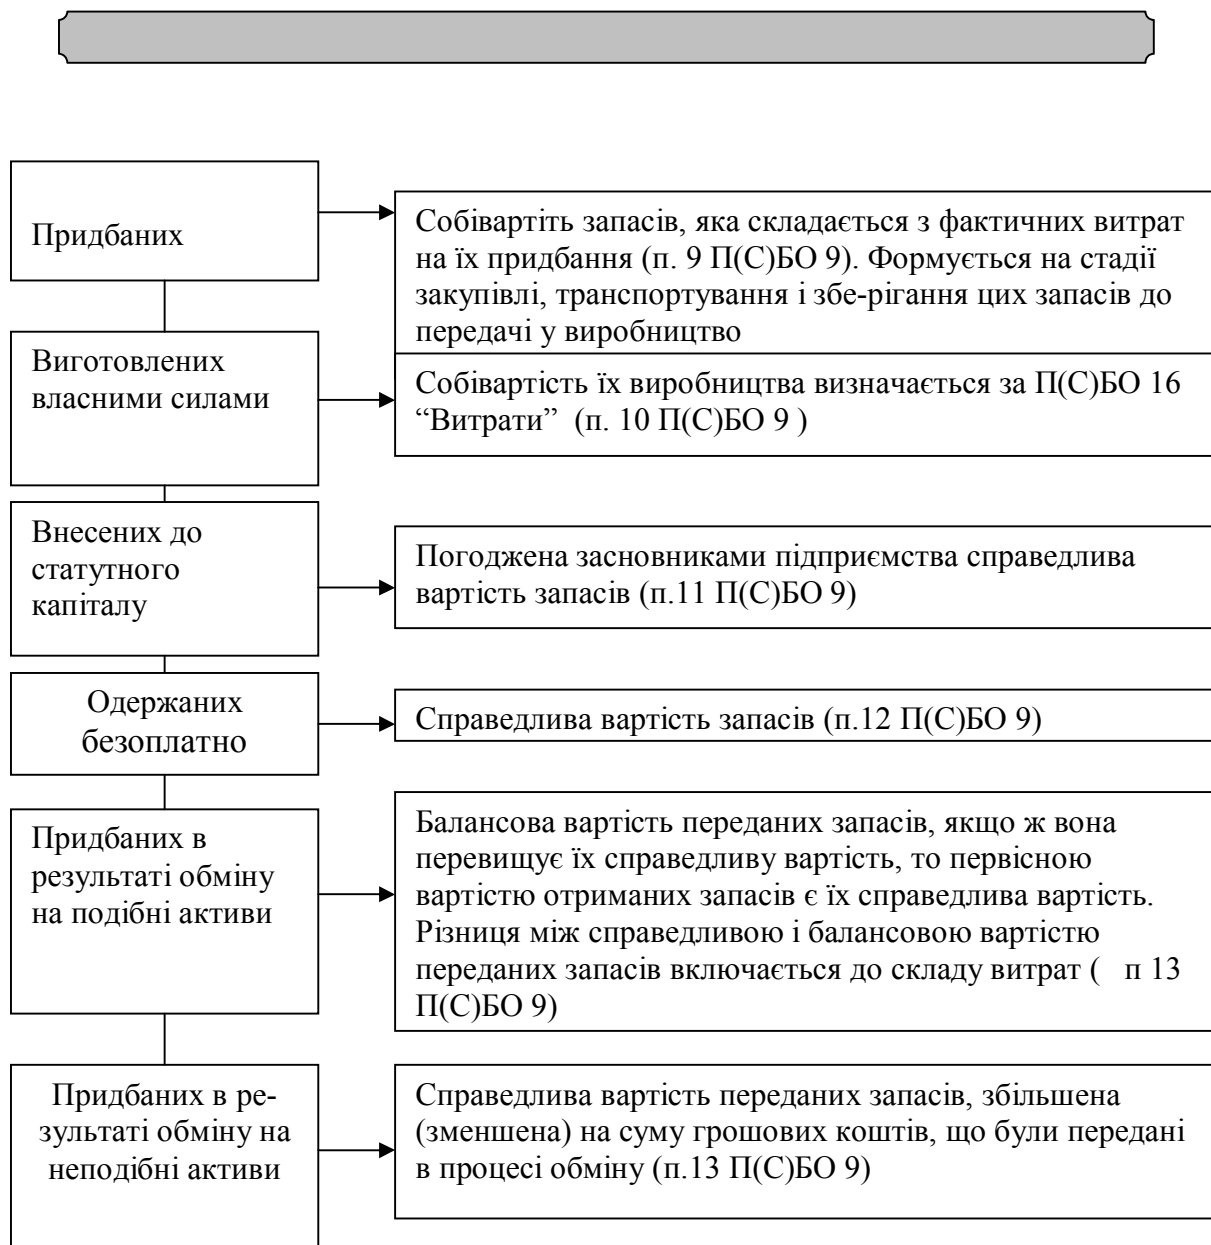 Придбаних
Собівартіть запасів, яка складається з фактичних витрат
на їх придбання (п. 9 П(С)БО 9). Формується на стадії
закупівлі, транспортування і збе-рігання цих запасів до
передачі у виробництво
Виготовлених
власними силами
Собівартість їх виробництва визначається за П(С)БО 16
“Витрати”  (п. 10 П(С)БО 9 )
Внесених до
статутного
капіталу
Погоджена засновниками підприємства справедлива
вартість запасів (п.11 П(С)БО 9)
Одержаних
безоплатно
Справедлива вартість запасів (п.12 П(С)БО 9)
Придбаних в
результаті обміну
на подібні активи
Балансова вартість переданих запасів, якщо ж вона
перевищує їх справедливу вартість, то первісною
вартістю отриманих запасів є їх справедлива вартість.
Різниця між справедливою і балансовою вартістю
переданих запасів включається до складу витрат (   п 13
П(С)БО 9)
Придбаних в ре-
зультаті обміну на
неподібні активи
Справедлива вартість переданих запасів, збільшена
(зменшена) на суму грошових коштів, що були передані
в процесі обміну (п.13 П(С)БО 9)